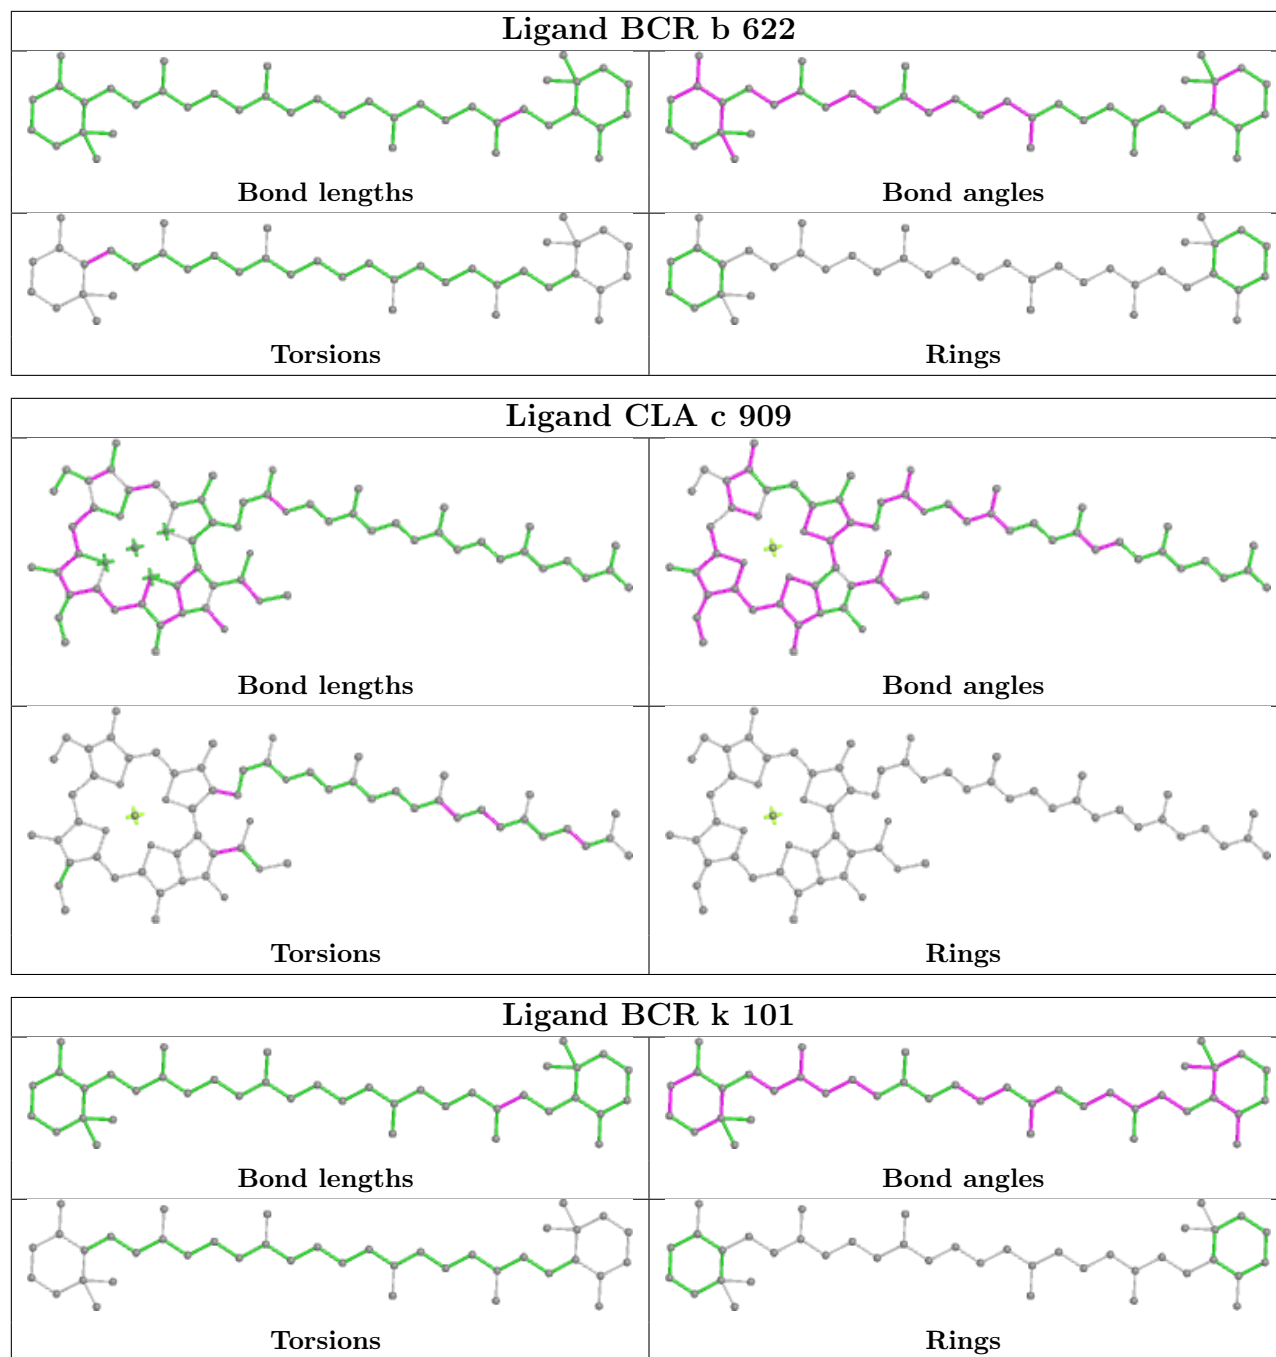 Ligand BCR b 622
Bond lengths
Bond angles
Torsions
Rings
Ligand CLA c 909
Bond lengths
Bond angles
Torsions
Rings
Ligand BCR k 101
Bond lengths
Bond angles
Torsions
Rings